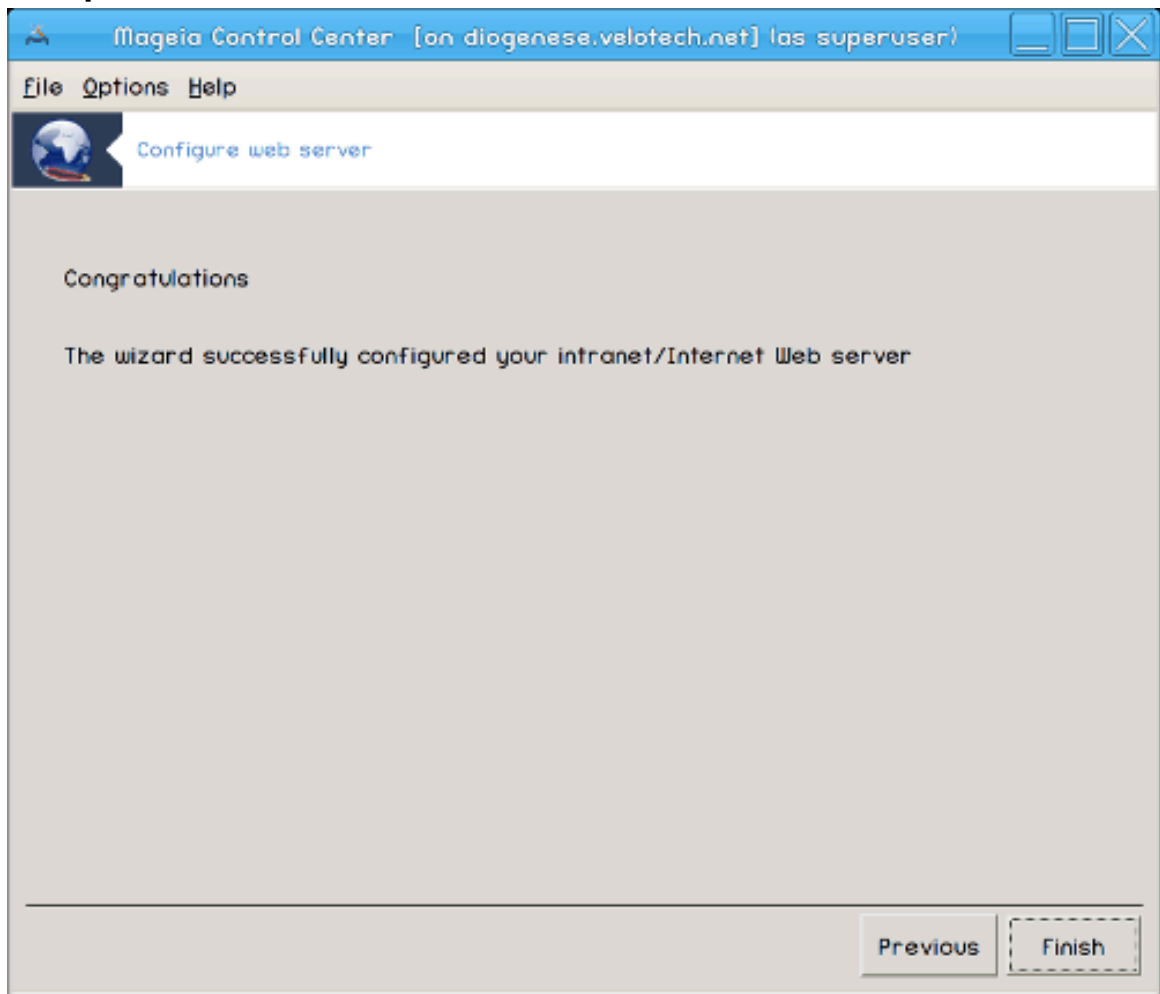 Mageia Control Center [on diogenese.velotech.net] (as superuser)
File Options Help
Configure web server
Congratulations
The wizard successfully configured your intranet/Internet Web server
Previous Finish